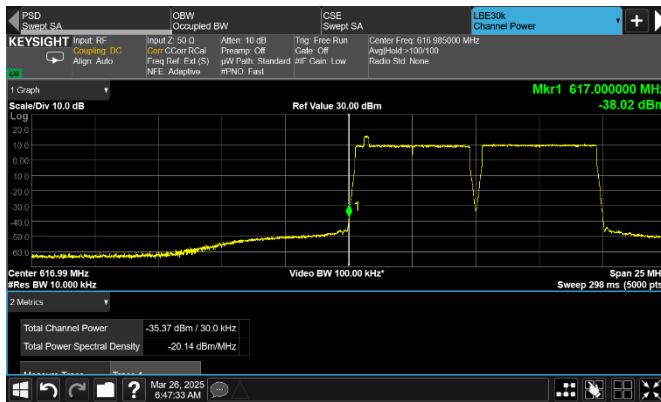 PSD
Swept SA
OBW
Occupied BW
CSE
Swept SA
LBE30k
Channel Power
KEYSIGHT
Input: RF
Coupling: DC
Align: Auto
Input Z: 50 Ω
Corr CCorr RCal
Freq Ref: Ext (S)
NFE: Adaptive
Atten: 10 dB
Preamp: Off
µW Path: Standard
#PNO: Fast
Trig: Free Run
Gate: Off
#IF Gain: Low
Center Freq: 616.985000 MHz
Avg|Hold:>100/100
Radio Std: None
LXI
1 Graph
Mkr1 617.000000 MHz
Scale/Div 10.0 dB
Ref Value 30.00 dBm
-38.02 dBm
Log
20.0
10.0
0.00
-10.0
-20.0
-30.0
-40.0
-50.0
-60.0
1
Center 616.99 MHz
Video BW 100.00 kHz*
Span 25 MH
#Res BW 10.000 kHz
Sweep 298 ms (5000 pts
2 Metrics
Total Channel Power -35.37 dBm / 30.0 kHz
Total Power Spectral Density -20.14 dBm/MHz
Measure Trace Trace 1
?
Mar 26, 2025
6:47:33 AM